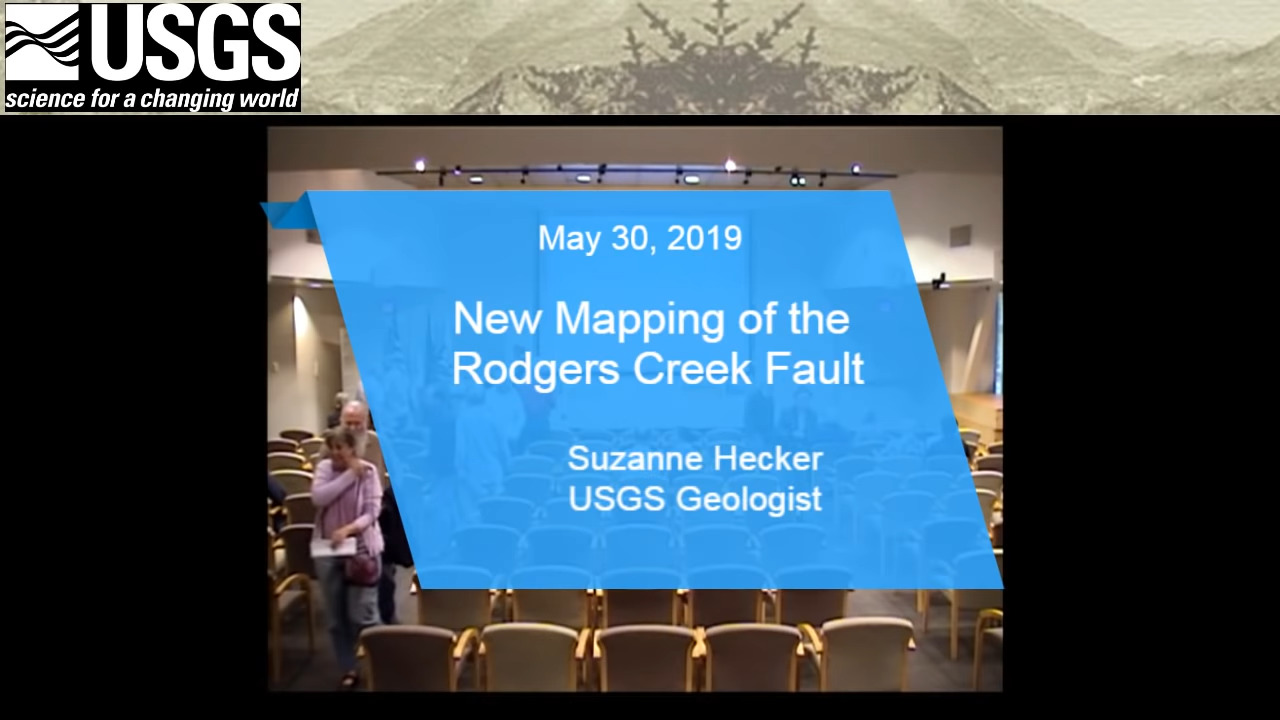 USGS
science for a changing world
May 30, 2019
New Mapping of the
Rodgers Creek Fault
Suzanne Hecker
USGS Geologist